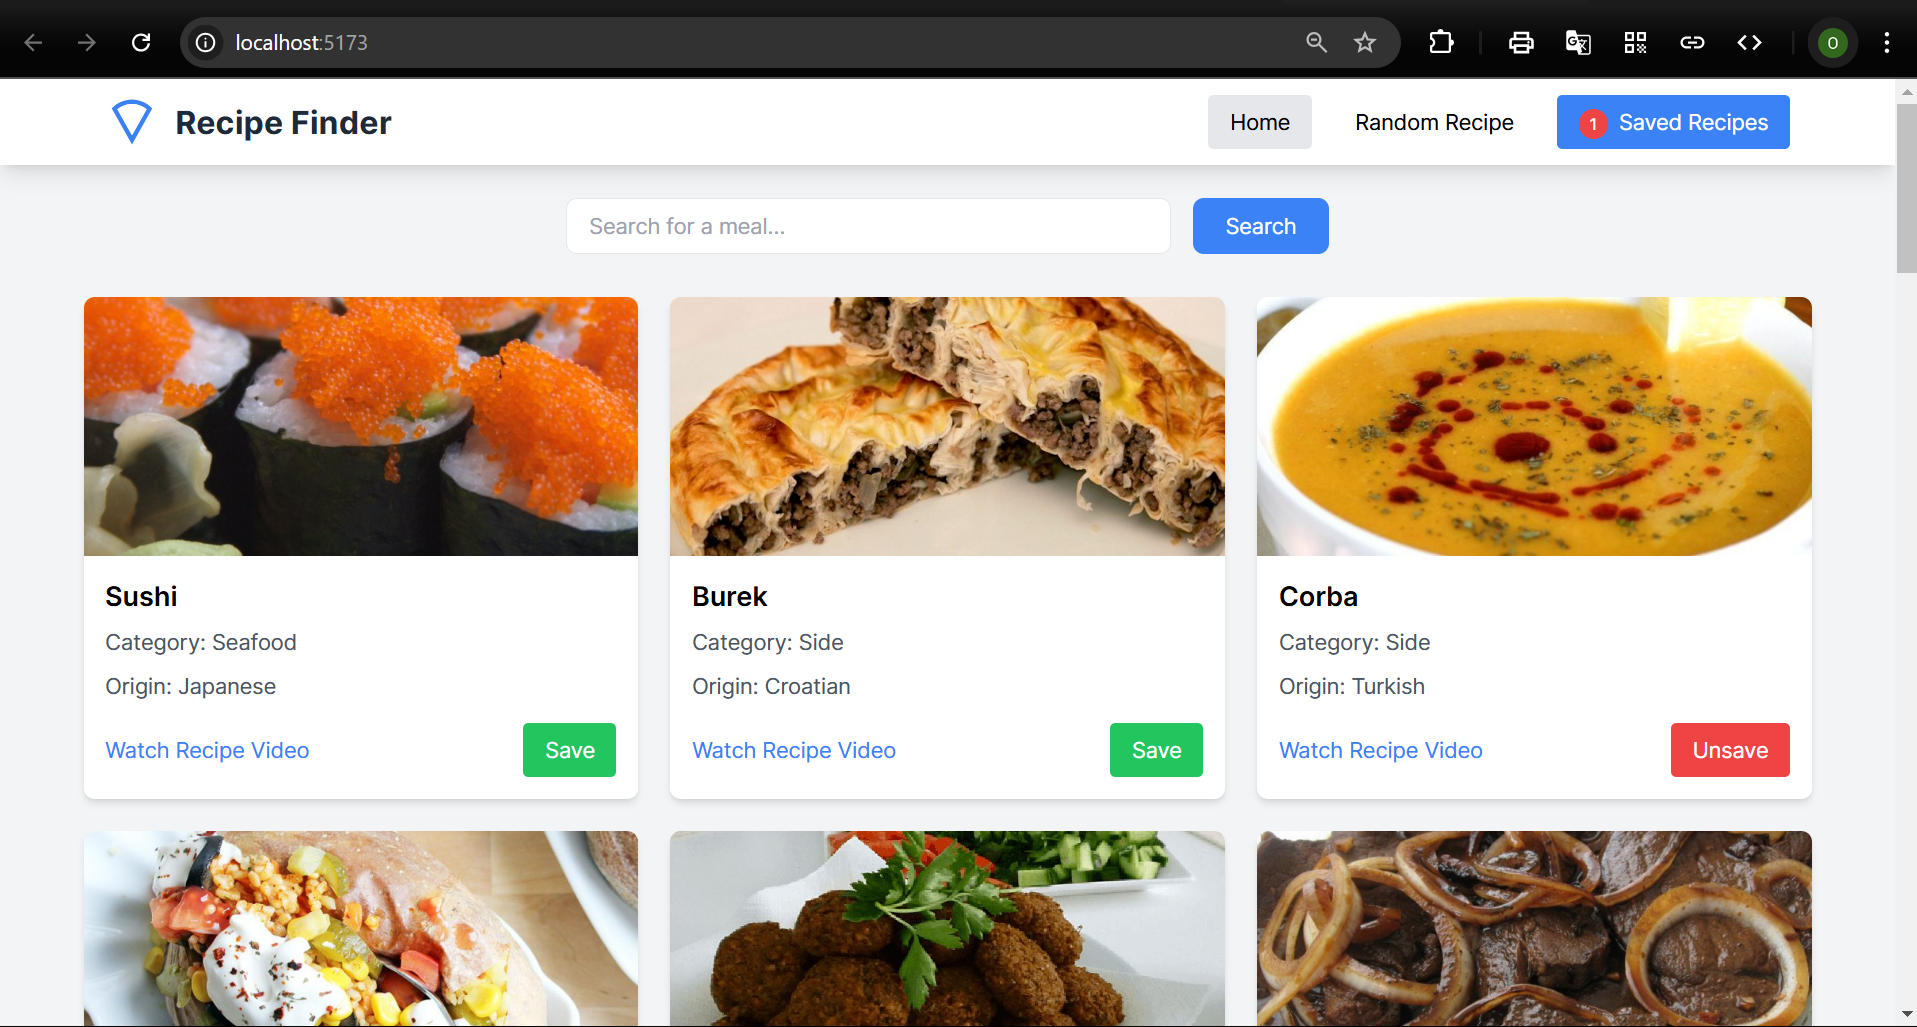 localhost:5173
O
Recipe Finder
Home
Random Recipe
1 Saved Recipes
Search for a meal...
Search
Sushi
Category: Seafood
Origin: Japanese
Watch Recipe Video
Save
Burek
Category: Side
Origin: Croatian
Watch Recipe Video
Save
Corba
Category: Side
Origin: Turkish
Watch Recipe Video
Unsave